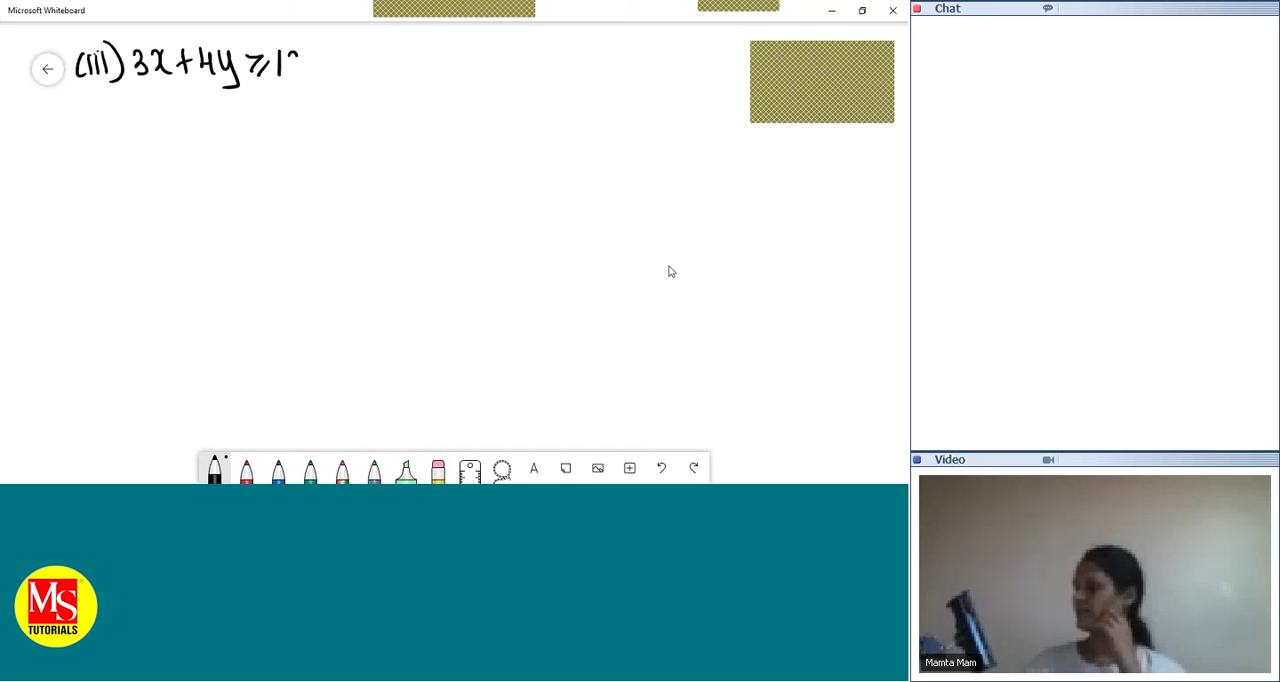 Microsoft Whiteboard
(iii) 3x + 4y ≥ 1
A
MS
TUTORIALS
Chat
Video
Mamta Mam